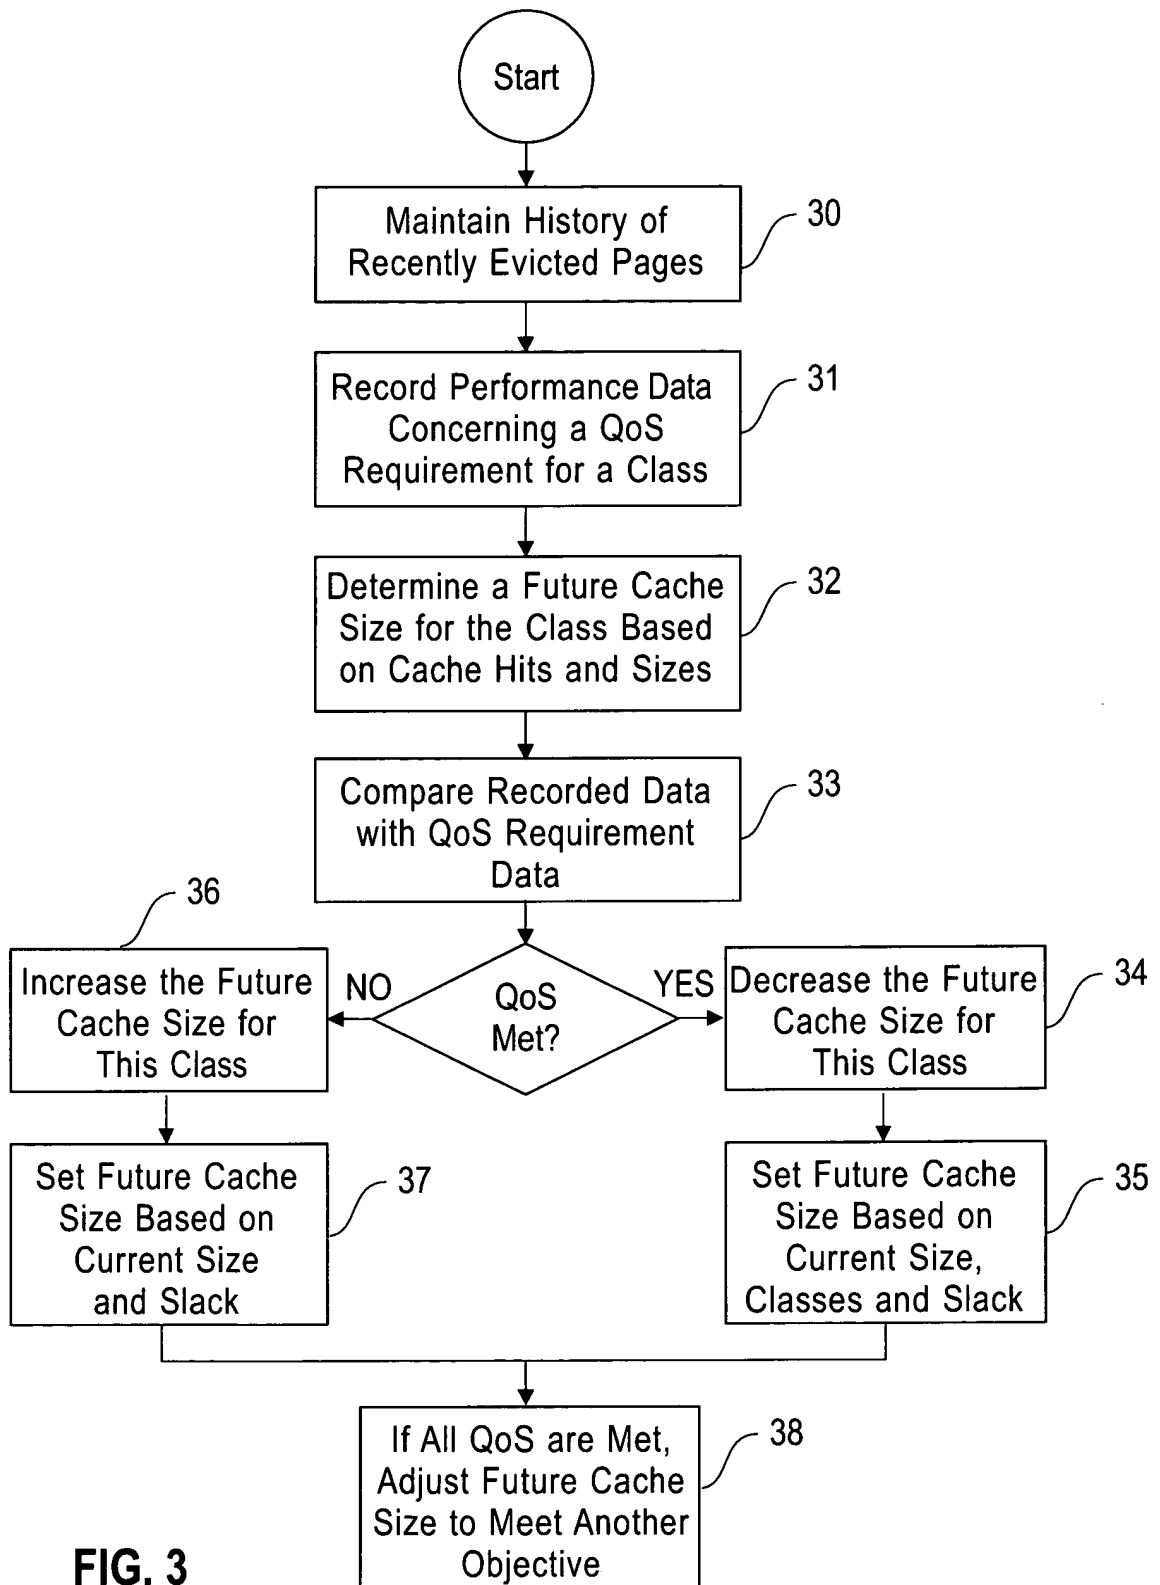 Start
Maintain History of
Recently Evicted Pages
30
Record Performance Data
Concerning a QoS
Requirement for a Class
31
Determine a Future Cache
Size for the Class Based
on Cache Hits and Sizes
32
Compare Recorded Data
with QoS Requirement
Data
33
36
Increase the Future
Cache Size for
This Class
NO
QoS
Met?
YES
Decrease the Future
Cache Size for
This Class
34
Set Future Cache
Size Based on
Current Size
and Slack
37
Set Future Cache
Size Based on
Current Size,
Classes and Slack
35
If All QoS are Met,
Adjust Future Cache
Size to Meet Another
Objective
38
FIG. 3